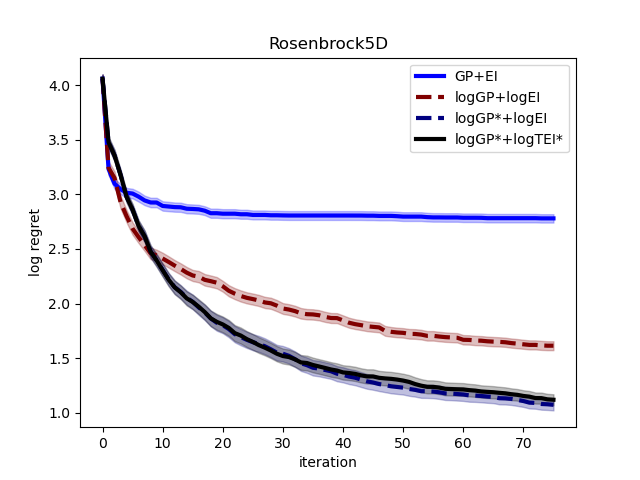 Rosenbrock5D
GP+EI
logGP+logEI
logGP*+logEI
logGP*+logTEI*
log regret
4.0
3.5
3.0
2.5
2.0
1.5
1.0
0 10 20 30 40 50 60 70
iteration